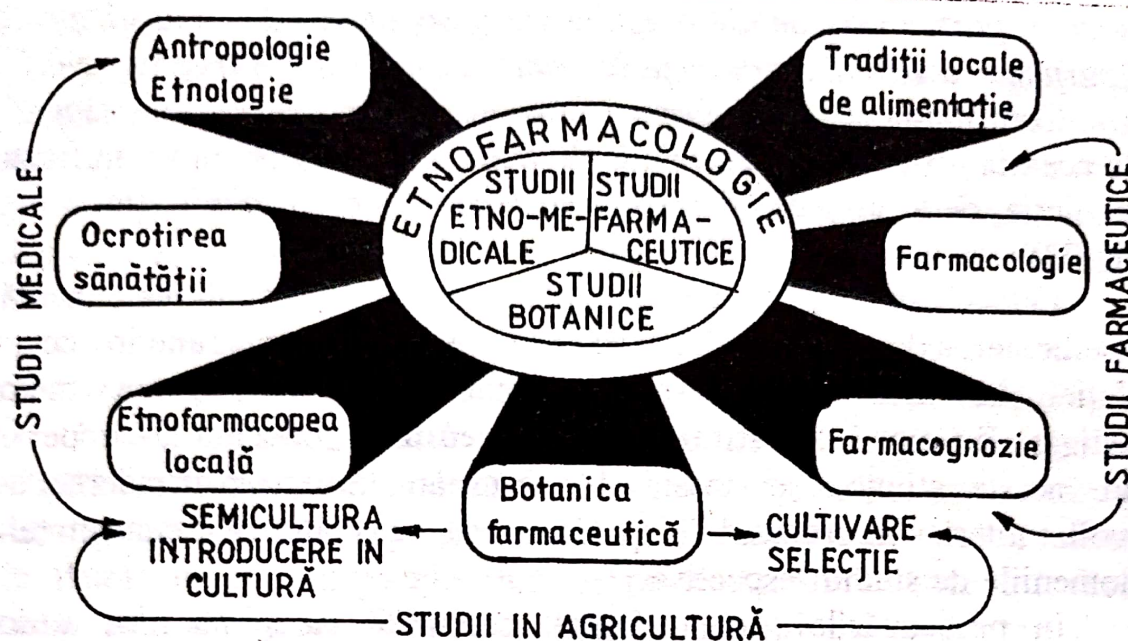 Antropologie
Etnologie
Tradiții locale
de alimentație
ETNOFARMACOLOGIE
STUDII
ETNO-ME-
DICALE
STUDII
FARMA-
CEUTICE
STUDII
BOTANICE
STUDII MEDICALE
Ocrotirea
sănătății
Farmacologie
STUDII FARMACEUTICE
Etnofarmacopea
locală
Farmacognozie
Botanica
farmaceutică
SEMICULTURA
INTRODUCERE IN
CULTURĂ
CULTIVARE
SELECȚIE
STUDII IN AGRICULTURĂ